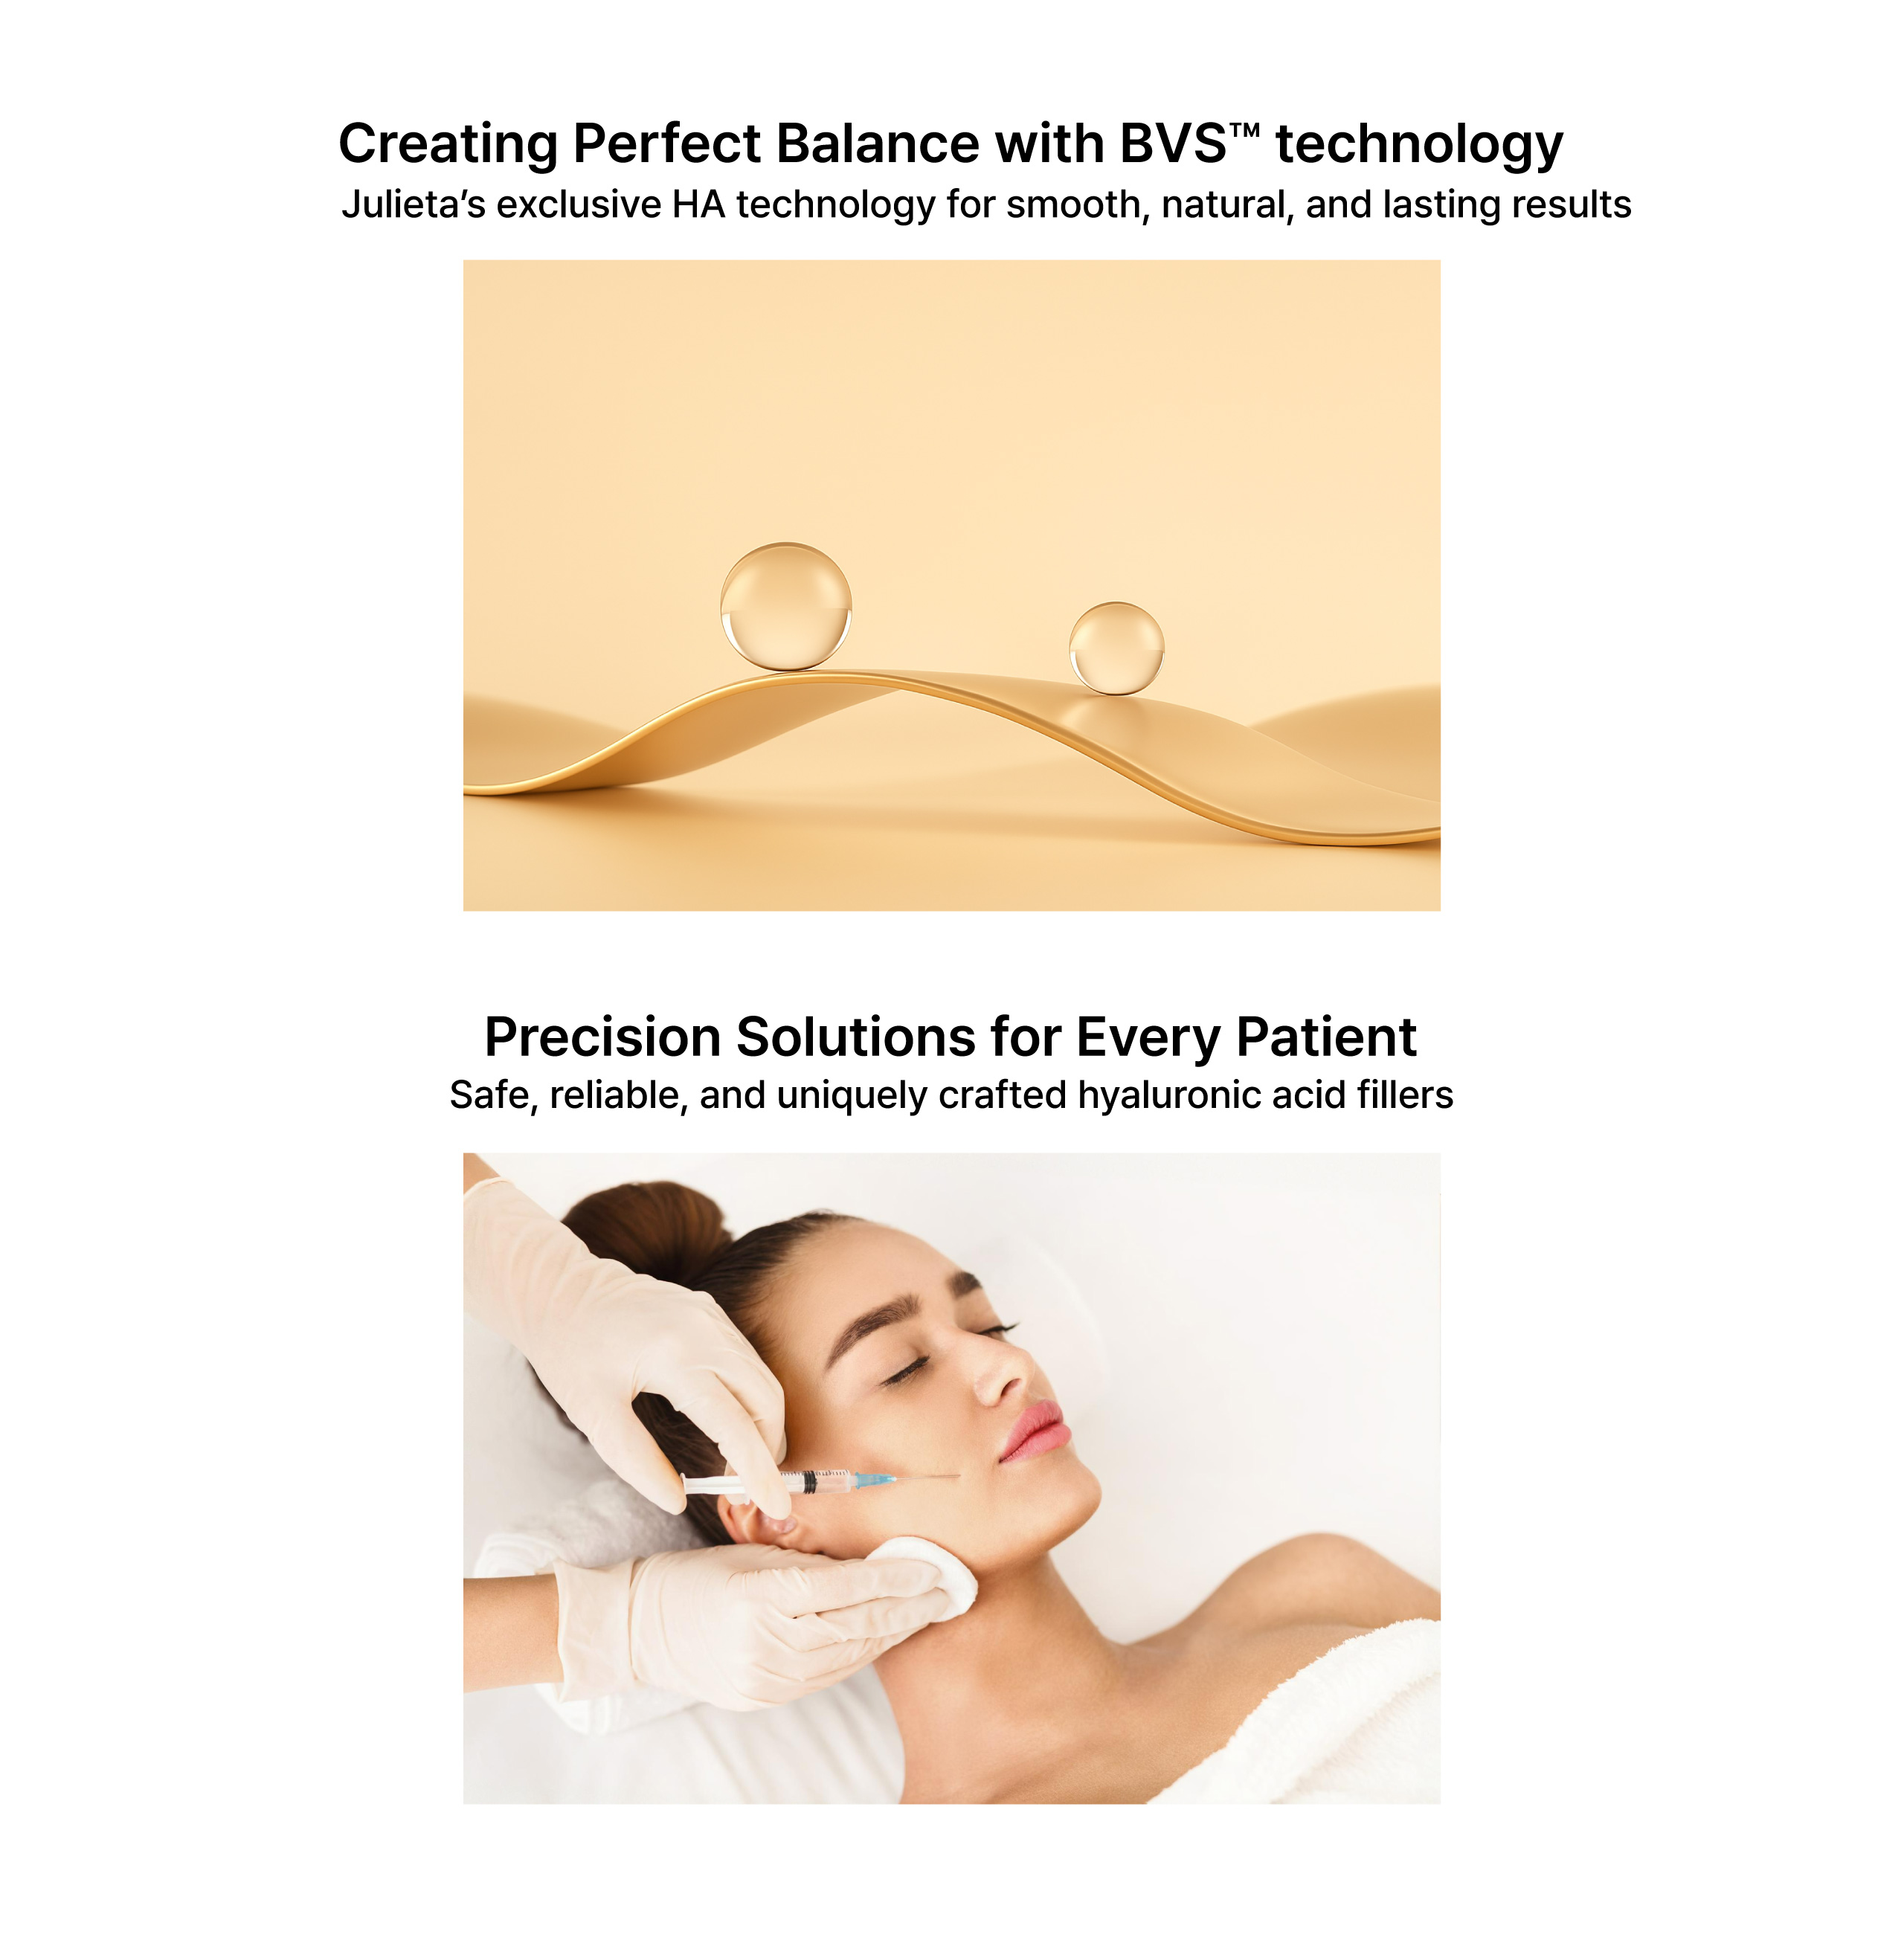 Creating Perfect Balance with BVS™ technology
Julieta’s exclusive HA technology for smooth, natural, and lasting results
Precision Solutions for Every Patient
Safe, reliable, and uniquely crafted hyaluronic acid fillers